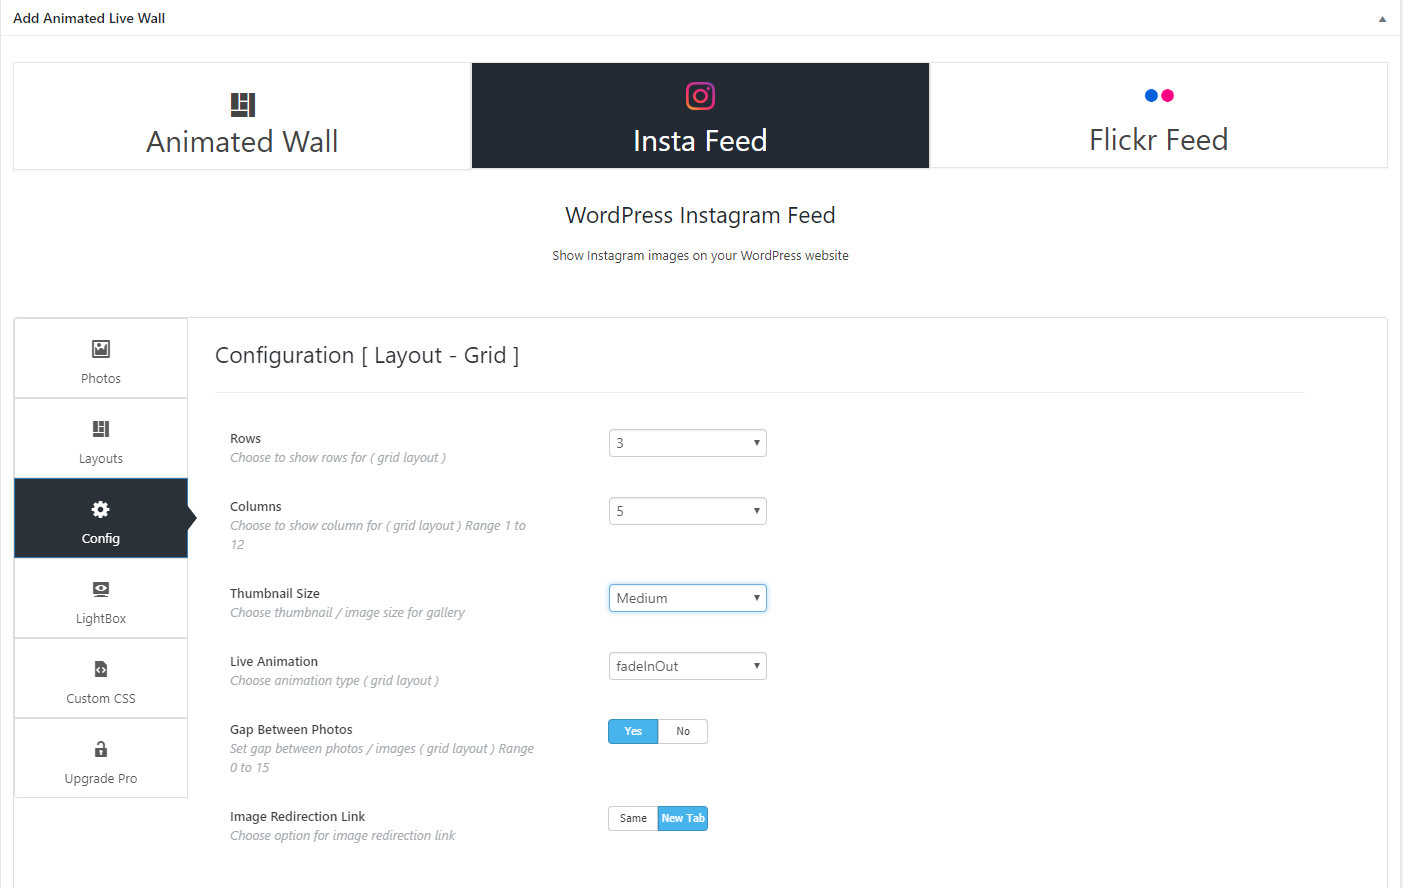 Add Animated Live Wall
Animated Wall
Insta Feed
Flickr Feed
WordPress Instagram Feed
Show Instagram images on your WordPress website
Photos
Layouts
Config
LightBox
Custom CSS
Upgrade Pro
Configuration [ Layout - Grid ]
Rows
Choose to show rows for ( grid layout )
3
Columns
Choose to show column for ( grid layout ) Range 1 to
12
5
Thumbnail Size
Choose thumbnail / image size for gallery
Medium
Live Animation
Choose animation type ( grid layout )
fadeInOut
Gap Between Photos
Set gap between photos / images ( grid layout ) Range
0 to 15
Yes No
Image Redirection Link
Choose option for image redirection link
Same New Tab